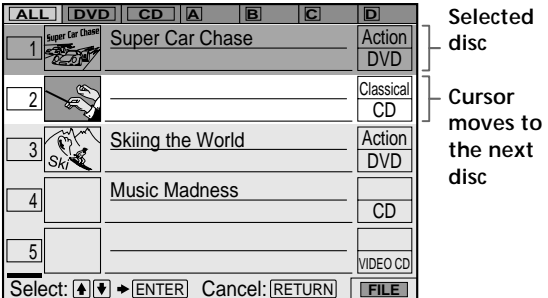 ALL DVD CD A B C D
1 Super Car Chase Super Car Chase Action
DVD
2 Classical
CD
3 Ski Skiing the World Action
DVD
4 Music Madness
CD
5
VIDEO CD
Select: ENTER Cancel: RETURN FILE
Selected
disc
Cursor
moves to
the next
disc